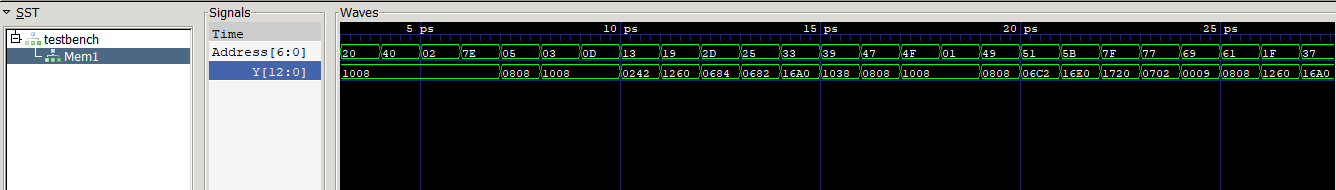 SST
Signals
Waves
testbench
Mem1
Time
5 ps
10 ps
15 ps
20 ps
25 ps
Address[6:0]
20 40 02 7E 05 03 0D 13 19 2D 25 33 39 47 4F 01 49 51 5B 7F 77 69 61 1F 37
Y[12:0]
1008 0808 1008 0242 1260 0684 0682 16A0 1038 0808 1008 0808 06C2 16E0 1720 0702 0009 0808 1260 16A0